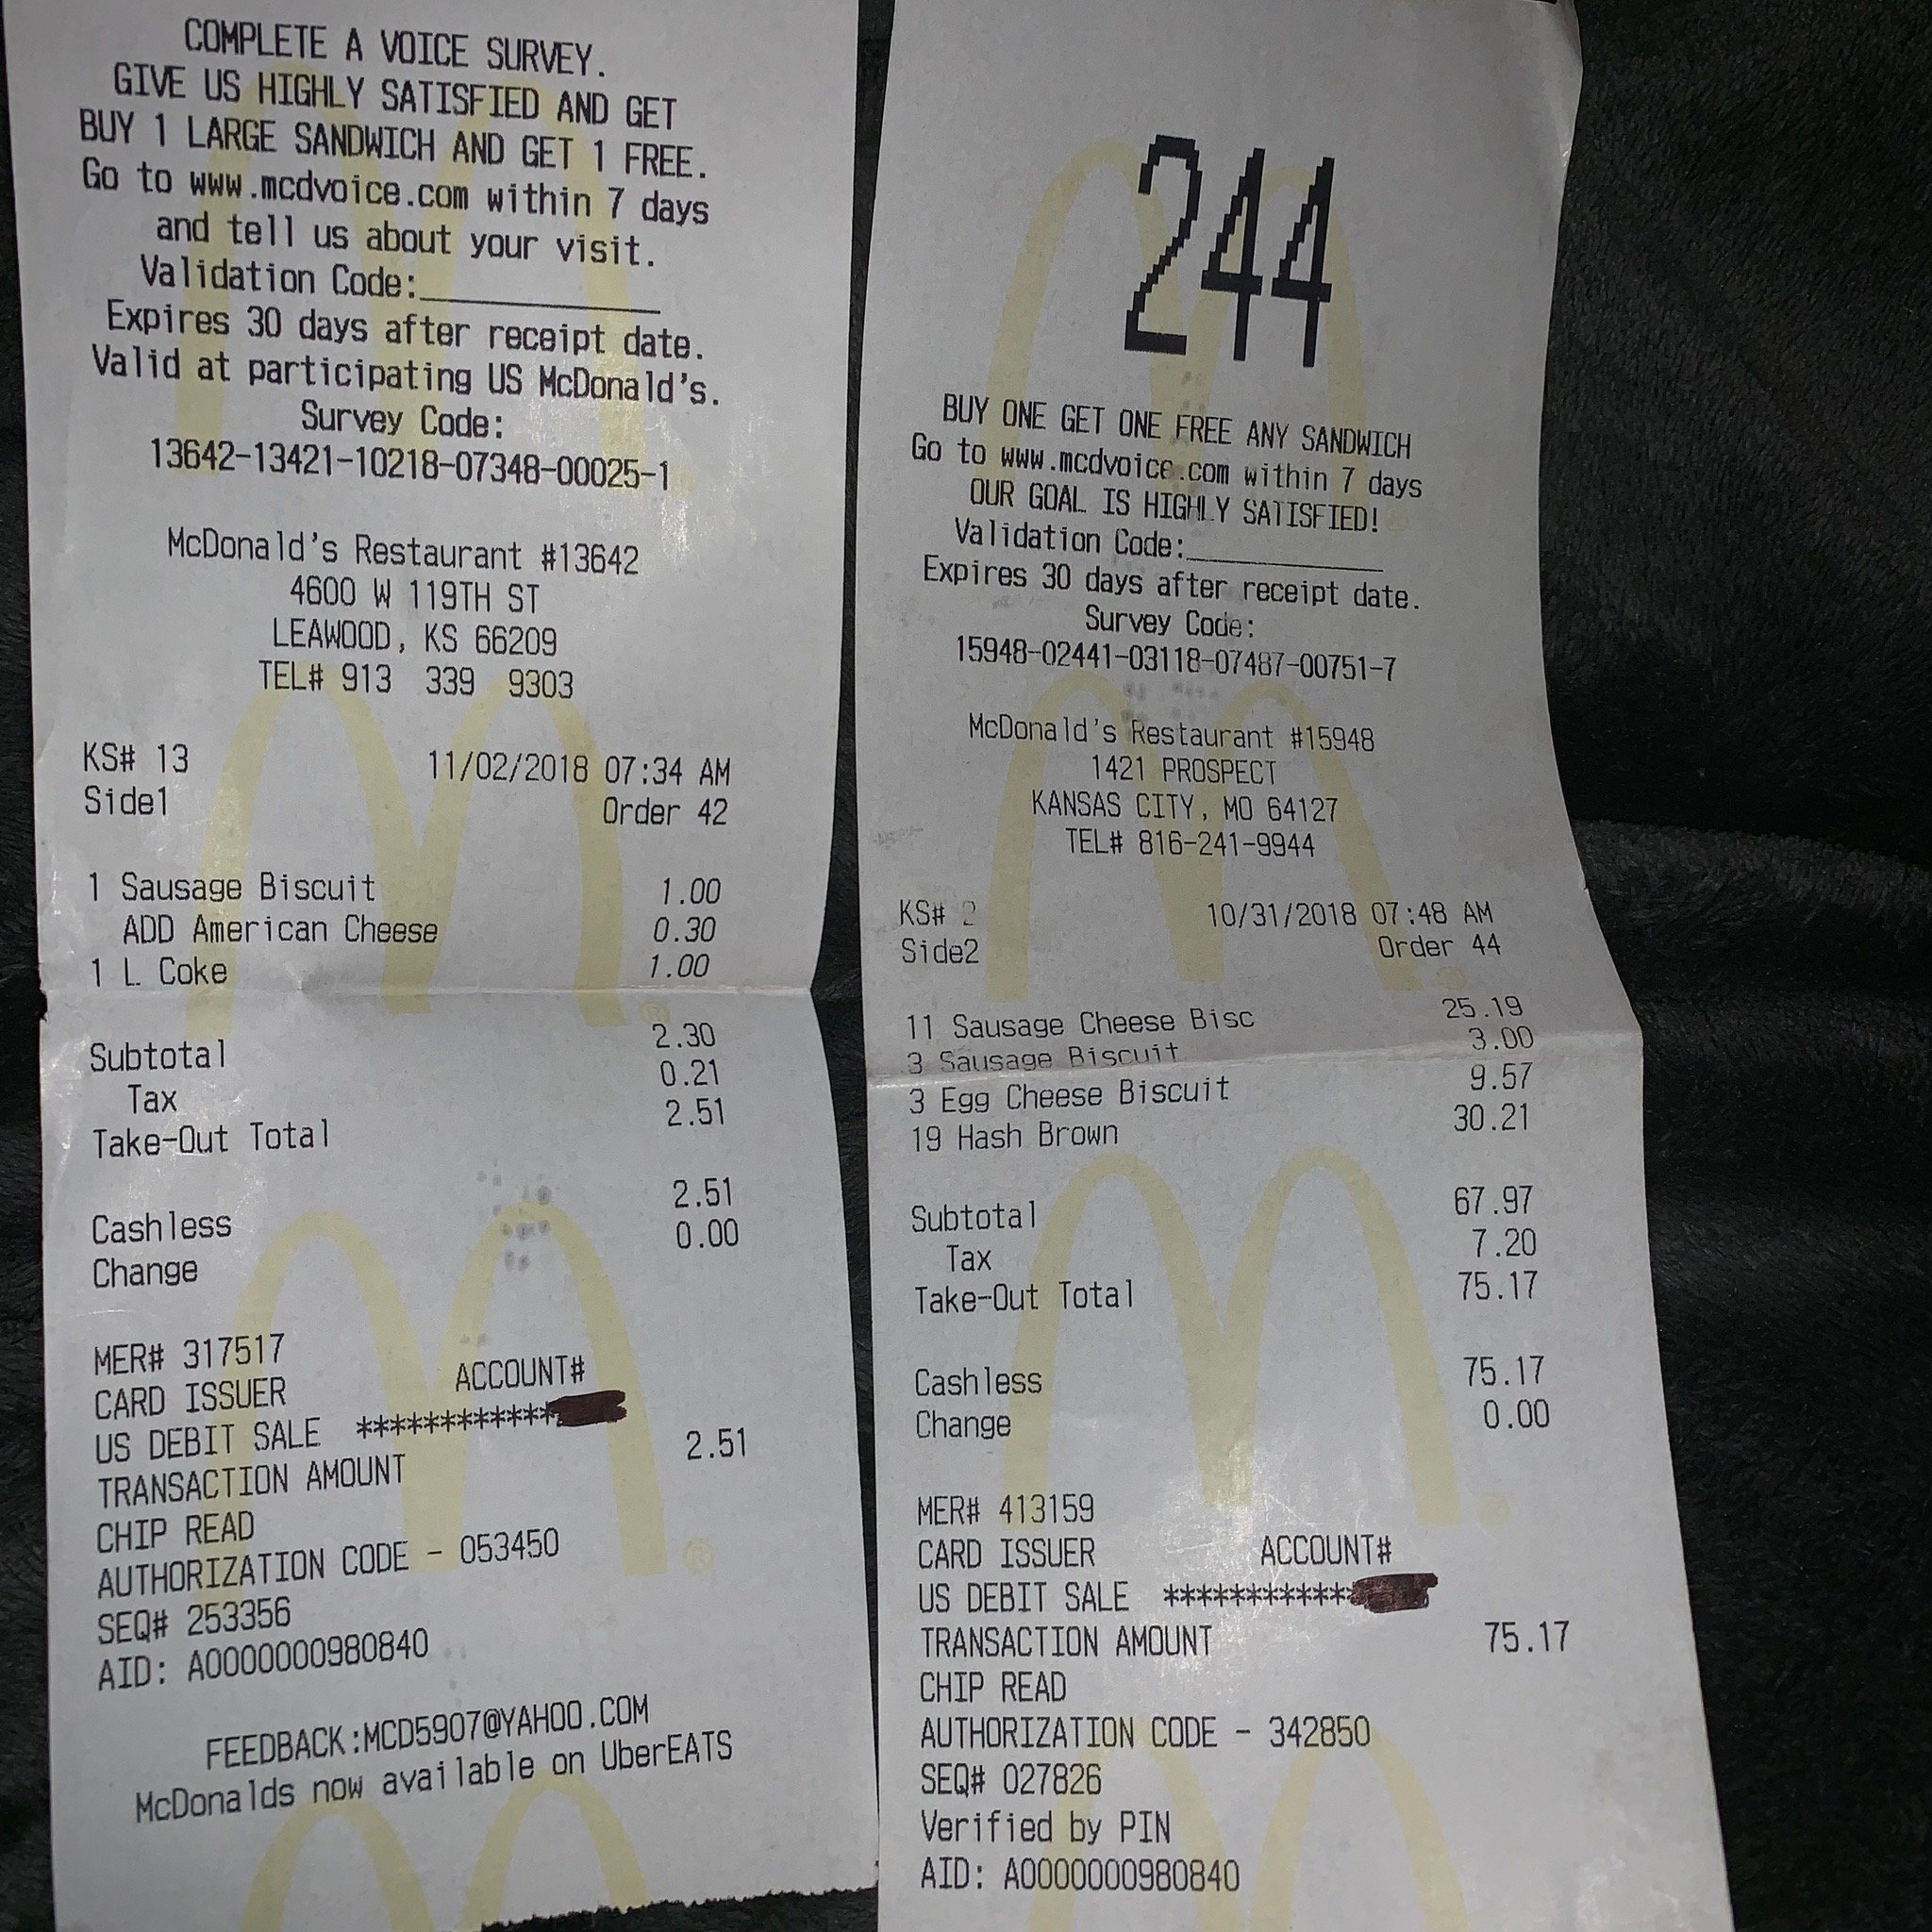 COMPLETE A VOICE SURVEY.
GIVE US HIGHLY SATISFIED AND GET
BUY 1 LARGE SANDWICH AND GET 1 FREE.
Go to www.mcdvoice.com within 7 days
and tell us about your visit.
Validation Code:____________
Expires 30 days after receipt date.
Valid at participating US McDonald's.
Survey Code:
13642-13421-10218-07348-00025-1
McDonald's Restaurant #13642
4600 W 119TH ST
LEAWOOD, KS 66209
TEL# 913 339 9303
KS# 13 11/02/2018 07:34 AM
Side1 Order 42
1 Sausage Biscuit 1.00
ADD American Cheese 0.30
1 L Coke 1.00
Subtotal 2.30
Tax 0.21
Take-Out Total 2.51
Cashless 2.51
Change 0.00
MER# 317517
CARD ISSUER ACCOUNT#
US DEBIT SALE ************
TRANSACTION AMOUNT 2.51
CHIP READ
AUTHORIZATION CODE - 053450
SEQ# 253356
AID: A0000000980840
FEEDBACK:MCD5907@YAHOO.COM
McDonalds now available on UberEATS
244
BUY ONE GET ONE FREE ANY SANDWICH
Go to www.mcdvoice.com within 7 days
OUR GOAL IS HIGHLY SATISFIED!
Validation Code:____________
Expires 30 days after receipt date.
Survey Code:
15948-02441-03118-07487-00751-7
McDonald's Restaurant #15948
1421 PROSPECT
KANSAS CITY, MO 64127
TEL# 816-241-9944
KS# 2 10/31/2018 07:48 AM
Side2 Order 44
11 Sausage Cheese Bisc 25.19
3 Sausage Biscuit 3.00
3 Egg Cheese Biscuit 9.57
19 Hash Brown 30.21
Subtotal 67.97
Tax 7.20
Take-Out Total 75.17
Cashless 75.17
Change 0.00
MER# 413159
CARD ISSUER ACCOUNT#
US DEBIT SALE ************
TRANSACTION AMOUNT 75.17
CHIP READ
AUTHORIZATION CODE - 342850
SEQ# 027826
Verified by PIN
AID: A0000000980840